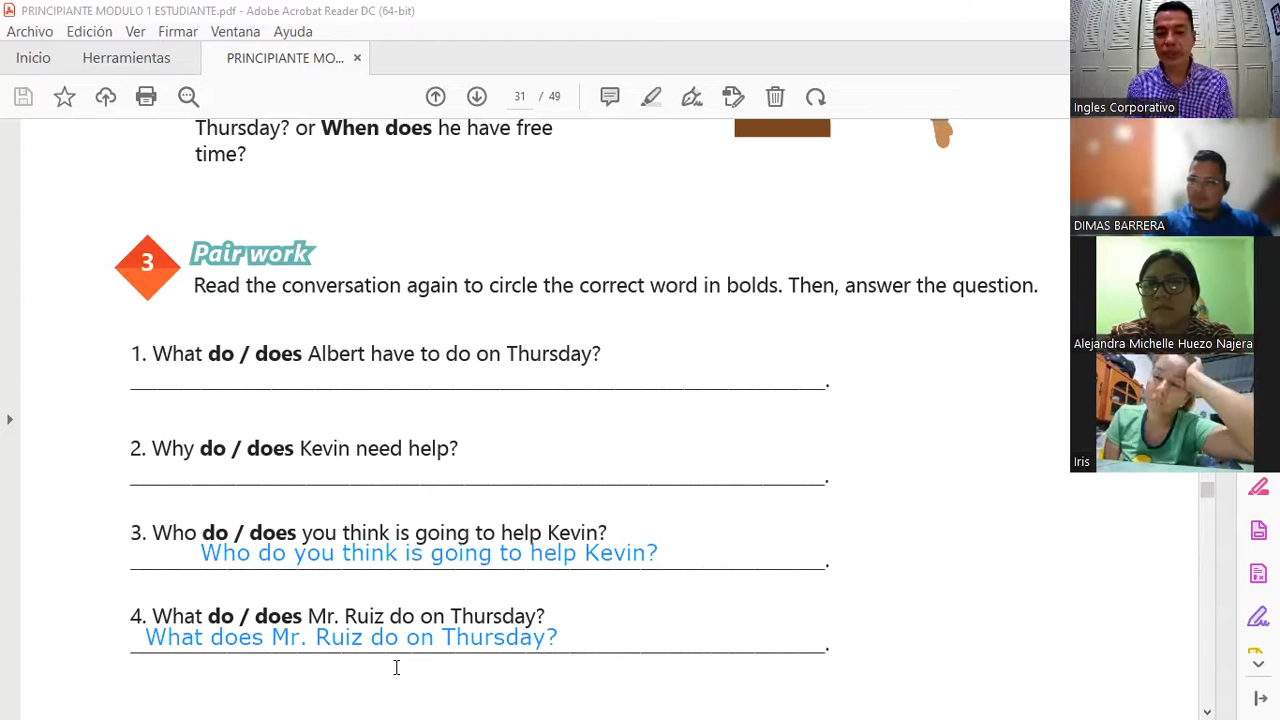 PRINCIPIANTE MODULO 1 ESTUDIANTE.pdf - Adobe Acrobat Reader DC (64-bit)
Archivo Edición Ver Firmar Ventana Ayuda
Inicio Herramientas PRINCIPIANTE MO... ×
31 / 49
Thursday? or When does he have free
time?
3 Pair work
Read the conversation again to circle the correct word in bolds. Then, answer the question.
1. What do / does Albert have to do on Thursday?
2. Why do / does Kevin need help?
3. Who do / does you think is going to help Kevin?
Who do you think is going to help Kevin?
4. What do / does Mr. Ruiz do on Thursday?
What does Mr. Ruiz do on Thursday?
Ingles Corporativo
DIMAS BARRERA
Alejandra Michelle Huezo Najera
Iris